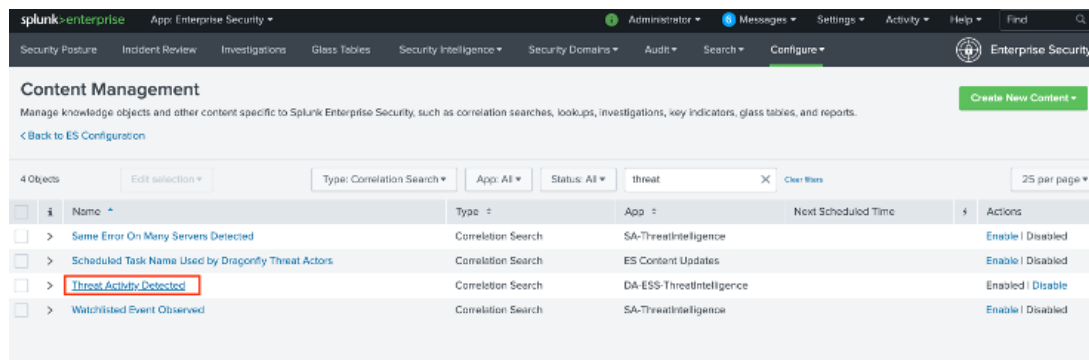 splunk>enterprise App: Enterprise Security Administrator 6 Messages Settings Activity Help Find
Security Posture Incident Review Investigations Glass Tables Security Intelligence Security Domains Audit Search Configure Enterprise Security
Content Management
Create New Content
Manage knowledge objects and other content specific to Splunk Enterprise Security, such as correlation searches, lookups, investigations, key indicators, glass tables, and reports.
< Back to ES Configuration
4 Objects Edit selection Type: Correlation Search App: All Status: All threat Clear filters 25 per page
i Name Type App Next Scheduled Time Actions
> Same Error On Many Servers Detected Correlation Search SA-ThreatIntelligence Enable | Disabled
> Scheduled Task Name Used by Dragonfly Threat Actors Correlation Search ES Content Updates Enable | Disabled
> Threat Activity Detected Correlation Search DA-ESS-ThreatIntelligence Enabled | Disable
> Watchlisted Event Observed Correlation Search SA-ThreatIntelligence Enable | Disabled